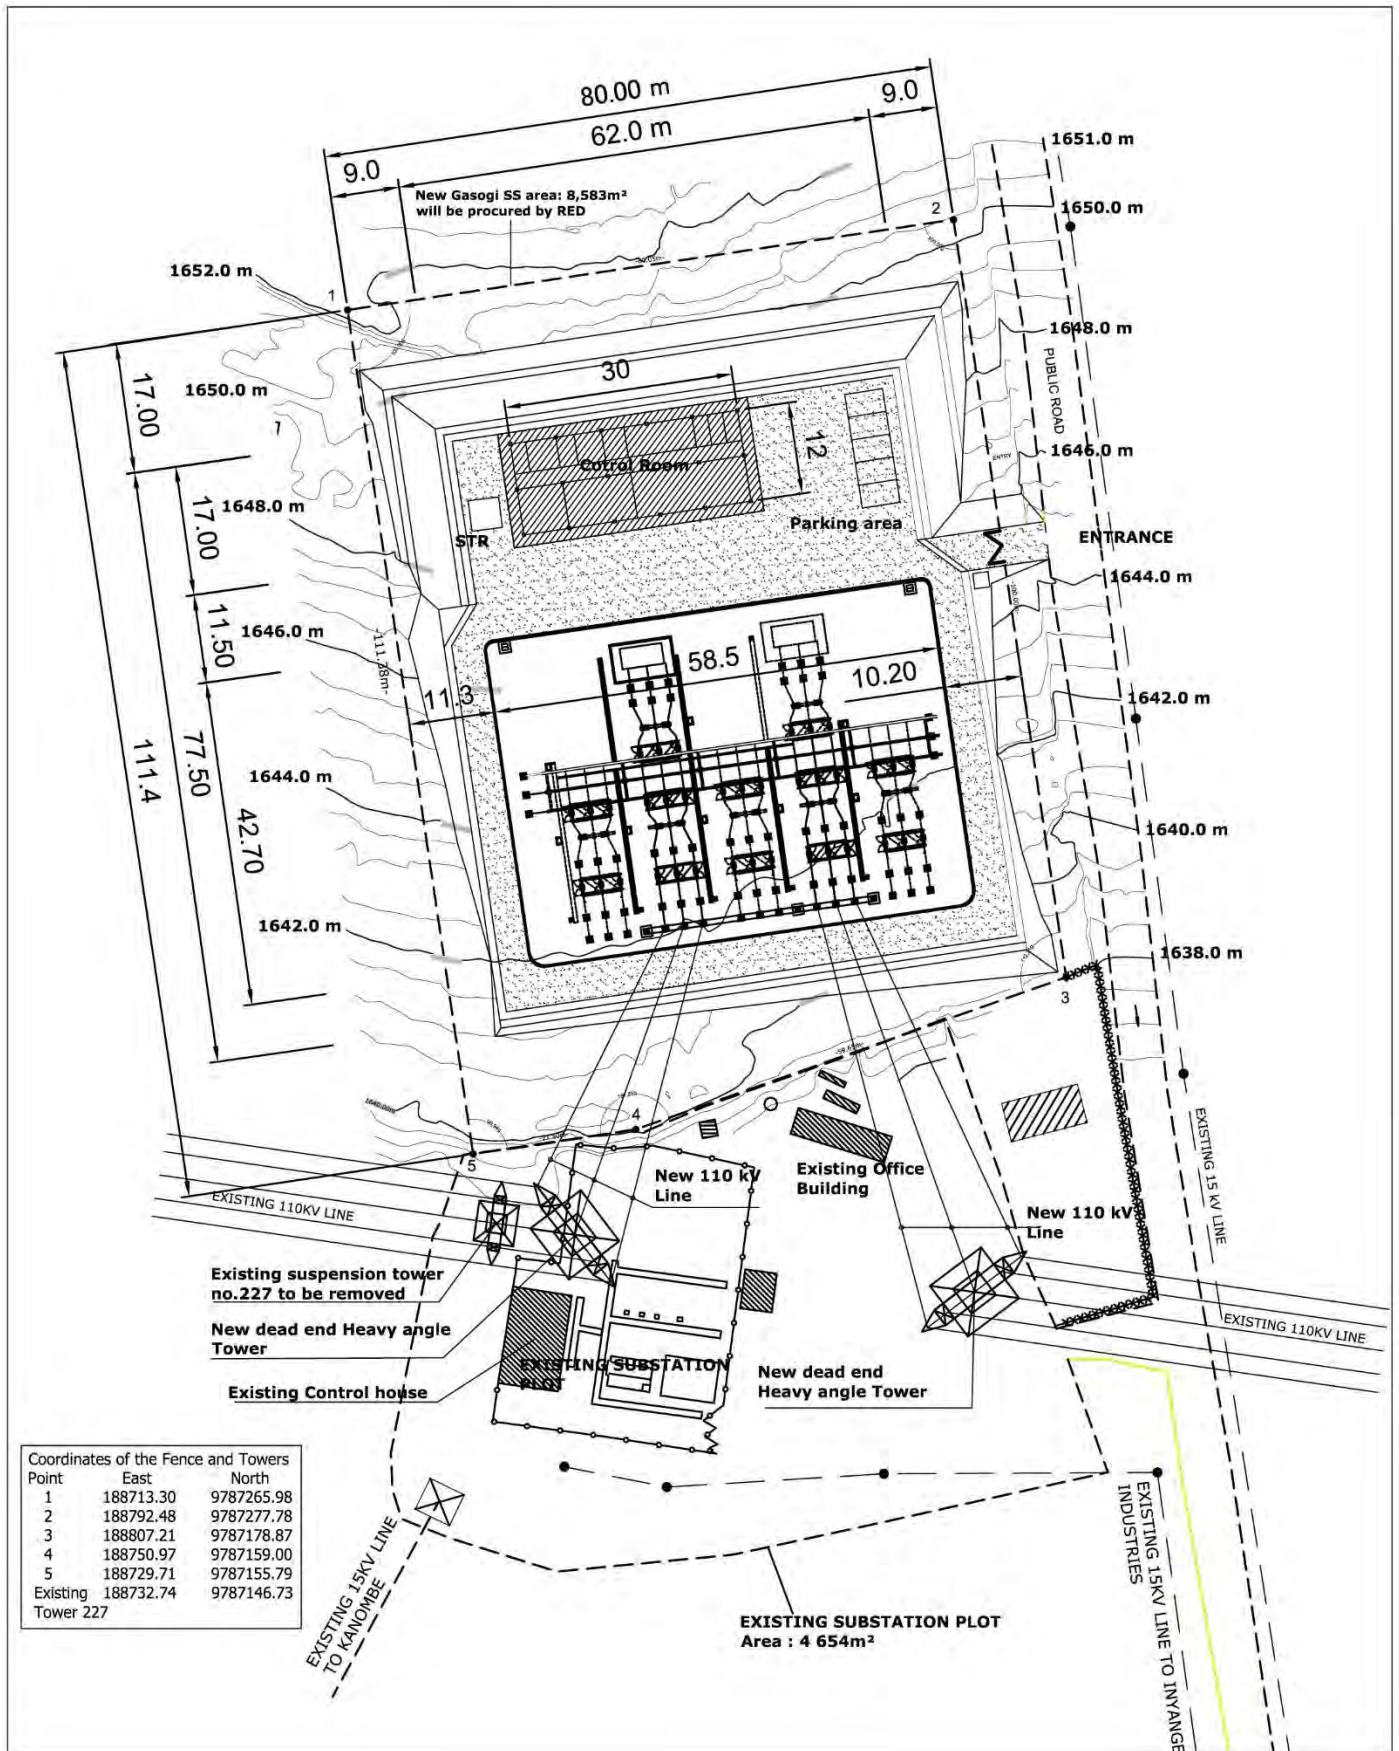 80.00 m
9.0
62.0 m
9.0
New Gasogi SS area: 8,583m²
will be procured by RED
1651.0 m
2
1650.0 m
1652.0 m
1
1648.0 m
17.00
30
1650.0 m
PUBLIC ROAD
12
Cotrol Room
ENTRY
1646.0 m
1648.0 m
17.00
STR
Parking area
ENTRANCE
1644.0 m
11.50
1646.0 m
-111.38m-
58.5
10.20
11.3
1642.0 m
111.4
77.50
1644.0 m
42.70
1640.0 m
1642.0 m
1638.0 m
3
1640.00m
4
5
New 110 kV
Line
Existing Office
Building
EXISTING 15 kV LINE
EXISTING 110KV LINE
New 110 kV
Line
Existing suspension tower
no.227 to be removed
New dead end Heavy angle
Tower
EXISTING 110KV LINE
EXISTING SUBSTATION
PLOT
Existing Control house
New dead end
Heavy angle Tower
Coordinates of the Fence and Towers
Point East North
1 188713.30 9787265.98
2 188792.48 9787277.78
3 188807.21 9787178.87
4 188750.97 9787159.00
5 188729.71 9787155.79
Existing 188732.74 9787146.73
Tower 227
EXISTING 15KV LINE
TO KANOMBE
EXISTING 15KV LINE TO INYANGE
INDUSTRIES
EXISTING SUBSTATION PLOT
Area : 4 654m²